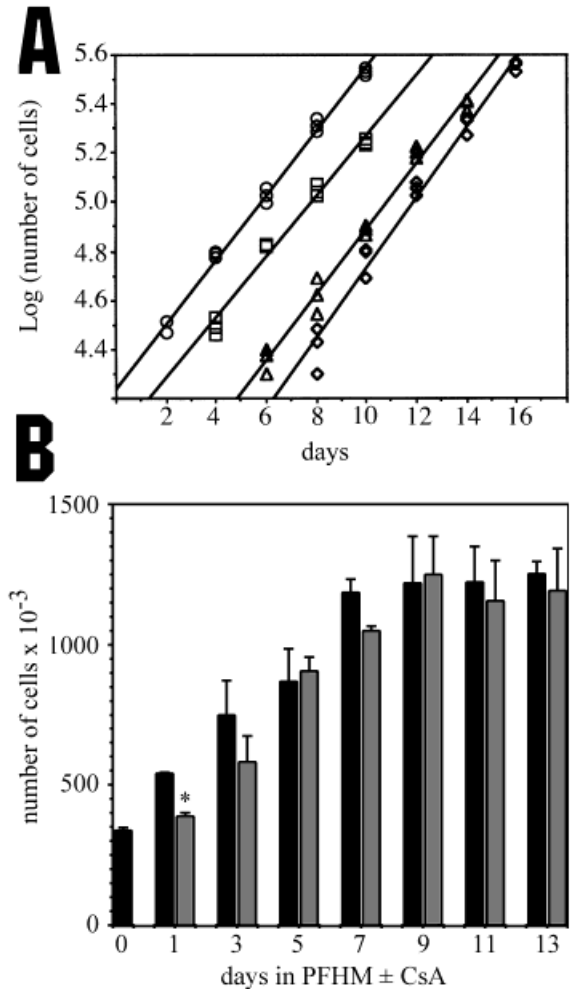 A
Log (number of cells)
5.6
5.4
5.2
5.0
4.8
4.6
4.4
2 4 6 8 10 12 14 16
days
B
number of cells x 10-3
1500
1000
500
0
*
0 1 3 5 7 9 11 13
days in PFHM ± CsA